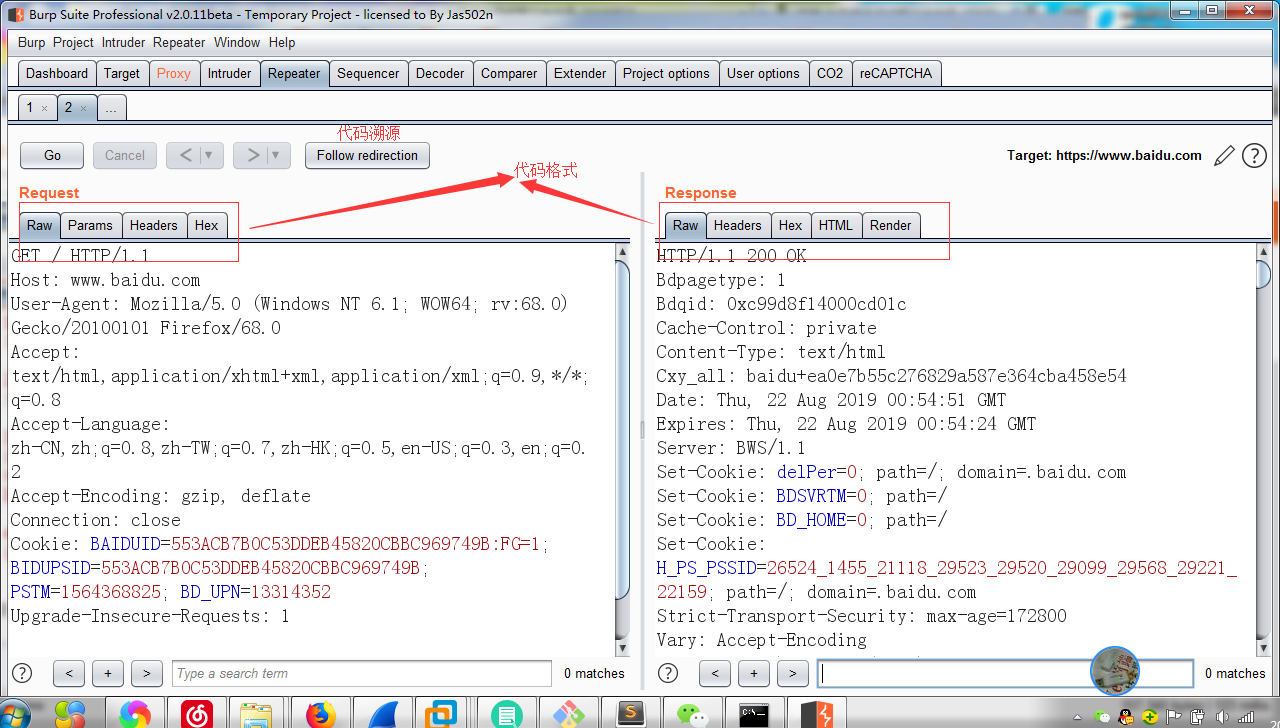 Burp Suite Professional v2.0.11beta - Temporary Project - licensed to By Jas502n
Burp Project Intruder Repeater Window Help
Dashboard Target Proxy Intruder Repeater Sequencer Decoder Comparer Extender Project options User options CO2 reCAPTCHA
1 × 2 × ...
代码溯源
Go Cancel < ▼ > ▼ Follow redirection
Target: https://www.baidu.com
代码格式
Request
Raw Params Headers Hex
GET / HTTP/1.1
Host: www.baidu.com
User-Agent: Mozilla/5.0 (Windows NT 6.1; WOW64; rv:68.0)
Gecko/20100101 Firefox/68.0
Accept:
text/html,application/xhtml+xml,application/xml;q=0.9,*/*;
q=0.8
Accept-Language:
zh-CN,zh;q=0.8,zh-TW;q=0.7,zh-HK;q=0.5,en-US;q=0.3,en;q=0.
2
Accept-Encoding: gzip, deflate
Connection: close
Cookie: BAIDUID=553ACB7B0C53DDEB45820CBBC969749B:FG=1;
BIDUPSID=553ACB7B0C53DDEB45820CBBC969749B;
PSTM=1564368825; BD_UPN=13314352
Upgrade-Insecure-Requests: 1
? < + > Type a search term 0 matches
Response
Raw Headers Hex HTML Render
HTTP/1.1 200 OK
Bdpagetype: 1
Bdqid: 0xc99d8f14000cd01c
Cache-Control: private
Content-Type: text/html
Cxy_all: baidu+ea0e7b55c276829a587e364cba458e54
Date: Thu, 22 Aug 2019 00:54:51 GMT
Expires: Thu, 22 Aug 2019 00:54:24 GMT
Server: BWS/1.1
Set-Cookie: delPer=0; path=/; domain=.baidu.com
Set-Cookie: BDSVRTM=0; path=/
Set-Cookie: BD_HOME=0; path=/
Set-Cookie:
H_PS_PSSID=26524_1455_21118_29523_29520_29099_29568_29221_
22159; path=/; domain=.baidu.com
Strict-Transport-Security: max-age=172800
Vary: Accept-Encoding
? < + > 0 matches